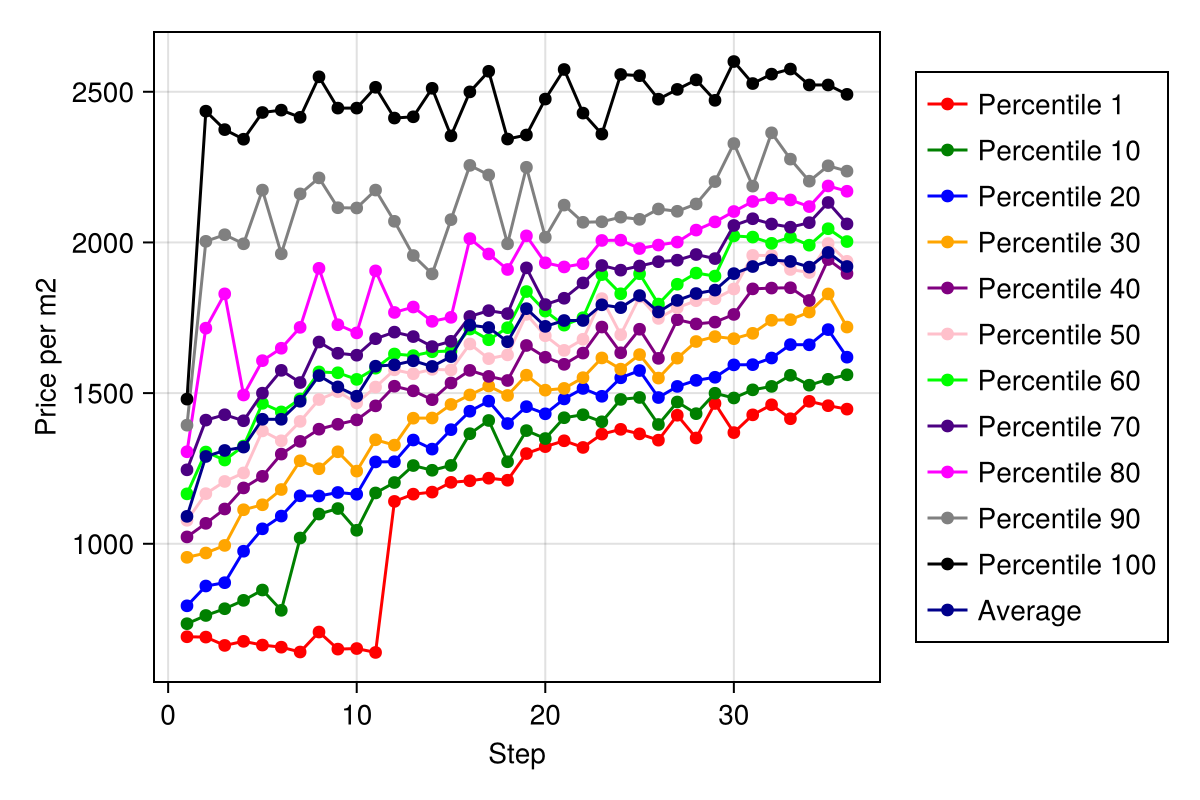 Price per m2
2500
2000
1500
1000
0
10
20
30
Step
Percentile 1
Percentile 10
Percentile 20
Percentile 30
Percentile 40
Percentile 50
Percentile 60
Percentile 70
Percentile 80
Percentile 90
Percentile 100
Average